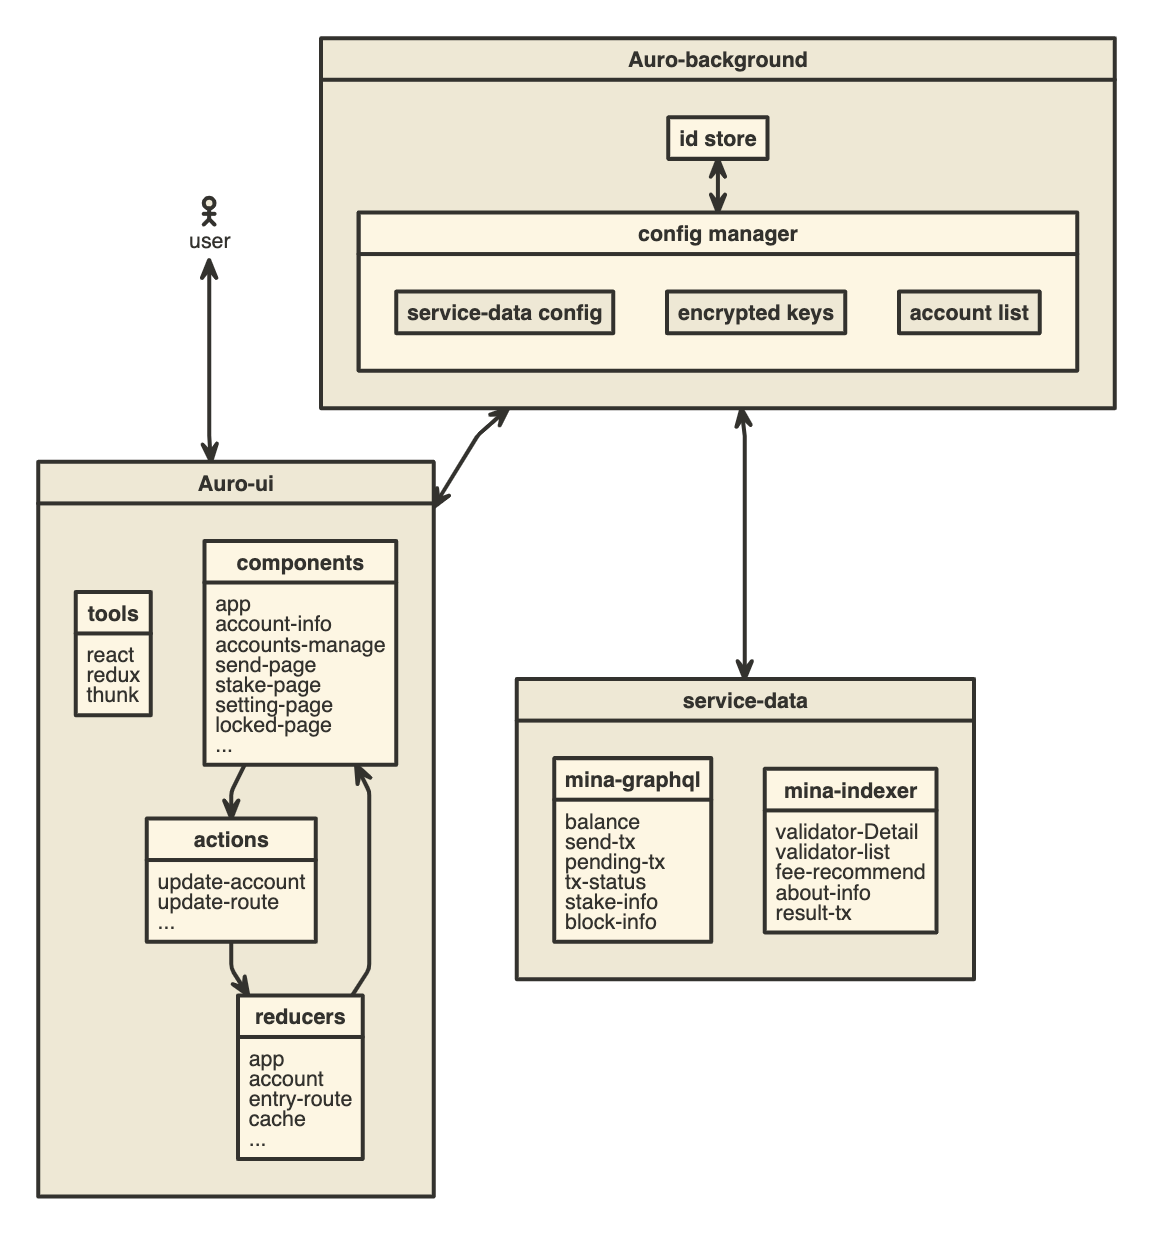 Auro-background
id store
config manager
service-data config
encrypted keys
account list
user
Auro-ui
tools
react
redux
thunk
components
app
account-info
accounts-manage
send-page
stake-page
setting-page
locked-page
...
actions
update-account
update-route
...
reducers
app
account
entry-route
cache
...
service-data
mina-graphql
balance
send-tx
pending-tx
tx-status
stake-info
block-info
mina-indexer
validator-Detail
validator-list
fee-recommend
about-info
result-tx